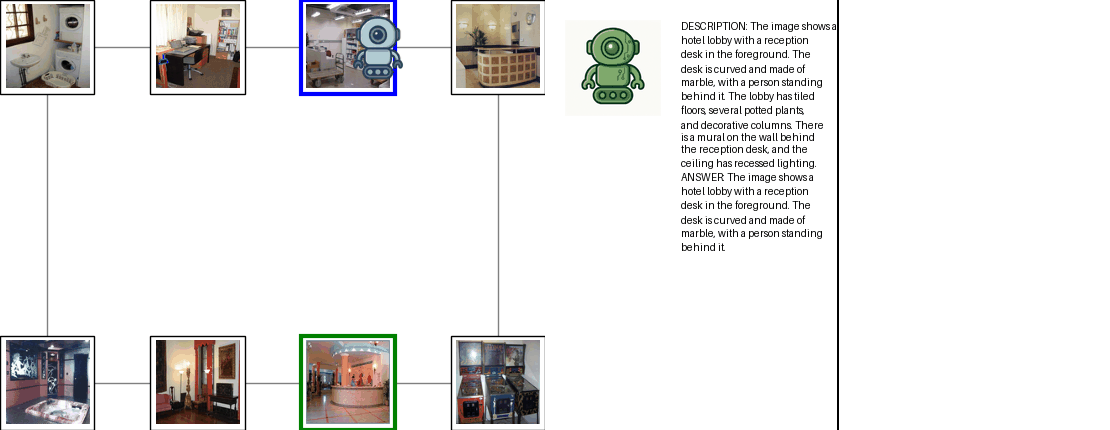 DESCRIPTION: The image shows a
hotel lobby with a reception
desk in the foreground. The
desk is curved and made of
marble, with a person standing
behind it. The lobby has tiled
floors, several potted plants,
and decorative columns. There
is a mural on the wall behind
the reception desk, and the
ceiling has recessed lighting.
ANSWER: The image shows a
hotel lobby with a reception
desk in the foreground. The
desk is curved and made of
marble, with a person standing
behind it.